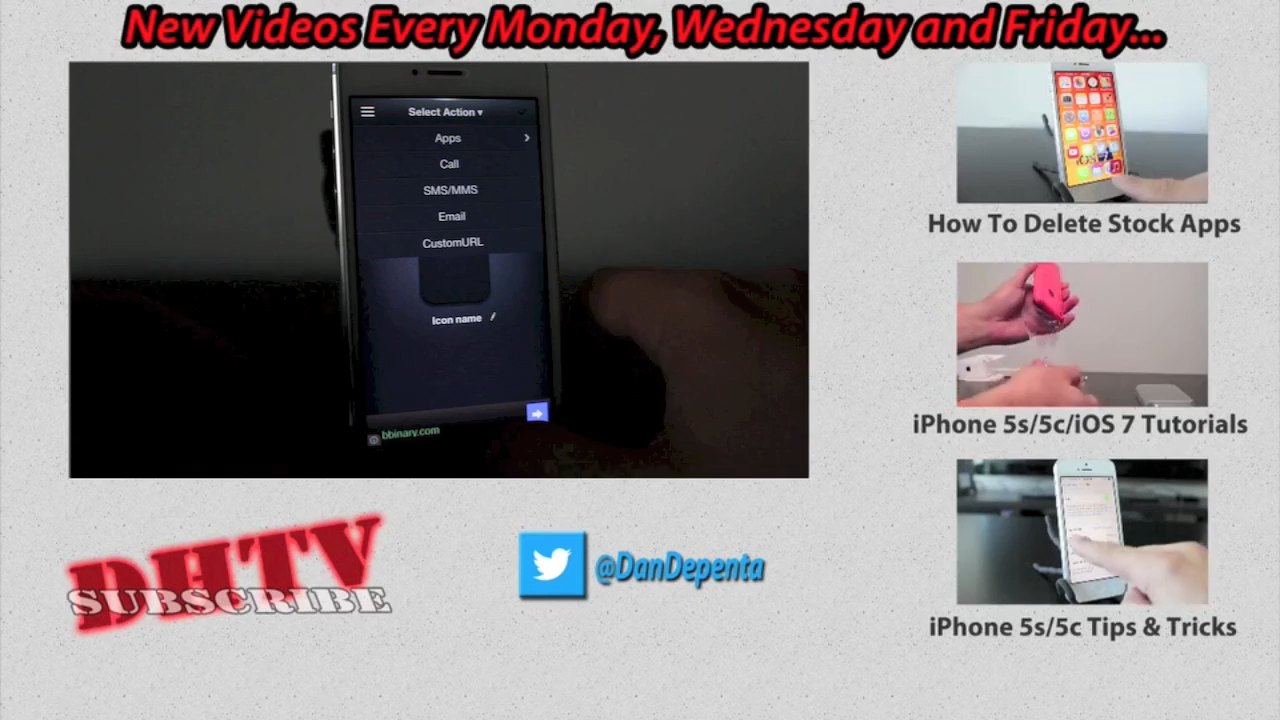 New Videos Every Monday, Wednesday and Friday...
Select Action ▾
Apps
Call
SMS/MMS
Email
CustomURL
Icon name
bbinary.com
How To Delete Stock Apps
iPhone 5s/5c/iOS 7 Tutorials
iPhone 5s/5c Tips & Tricks
DHTV
SUBSCRIBE
@DanDepenta